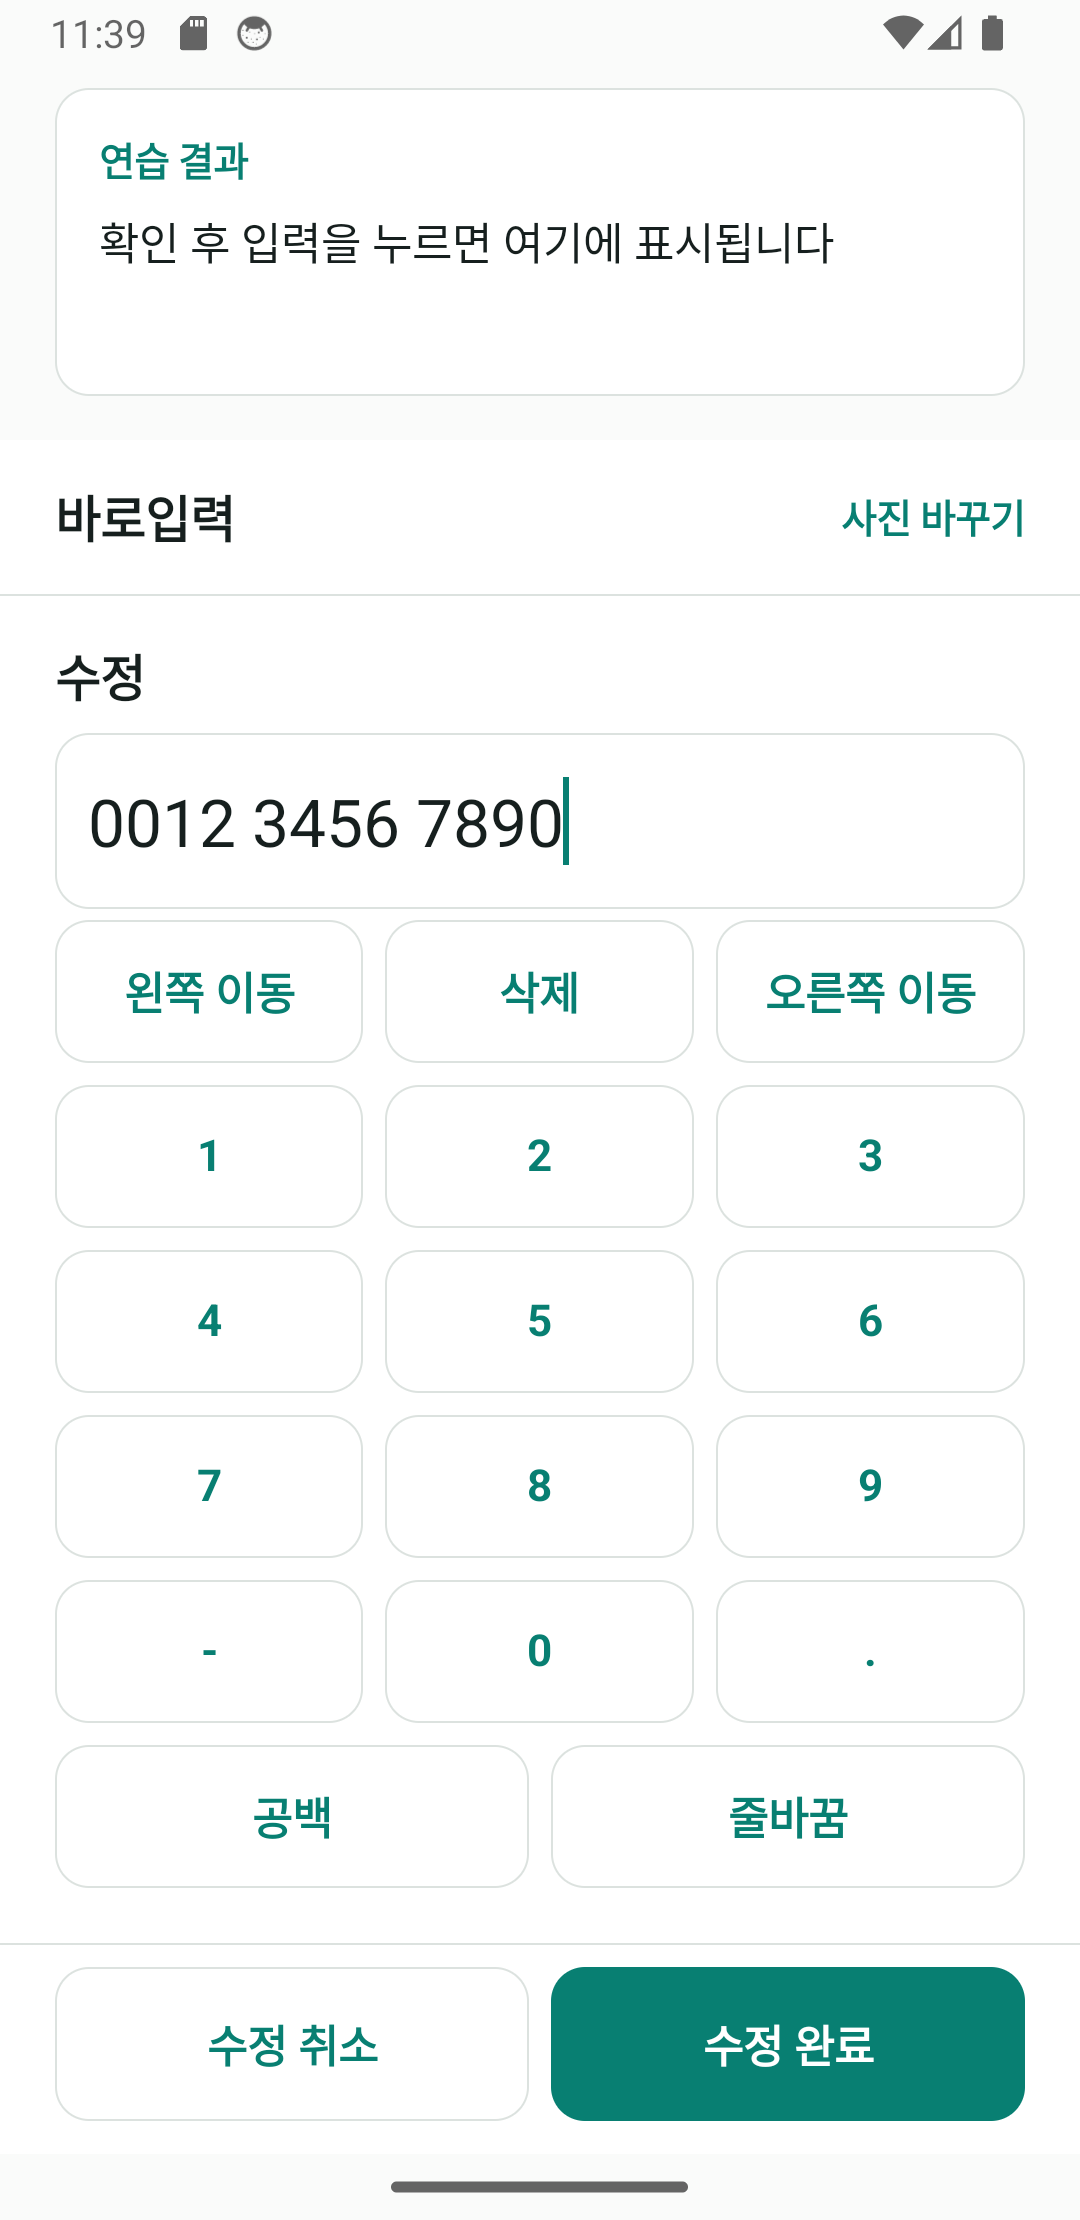 11:39
연습 결과
확인 후 입력을 누르면 여기에 표시됩니다
바로입력 사진 바꾸기
수정
0012 3456 7890
왼쪽 이동 삭제 오른쪽 이동
1 2 3
4 5 6
7 8 9
- 0 .
공백 줄바꿈
수정 취소 수정 완료